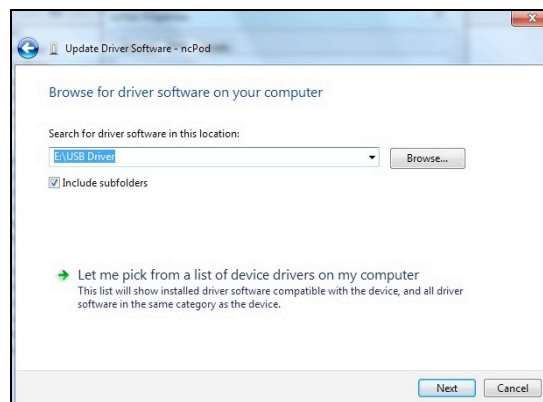 Update Driver Software - ncPod
Browse for driver software on your computer
Search for driver software in this location:
E:\USB Driver
Browse...
Include subfolders
Let me pick from a list of device drivers on my computer
This list will show installed driver software compatible with the device, and all driver
software in the same category as the device.
Next
Cancel